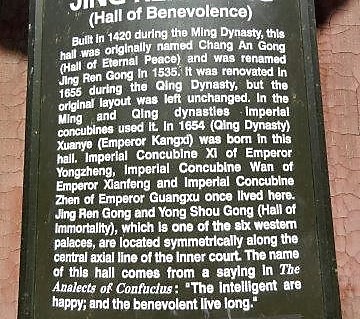 JING REN GONG
(Hall of Benevolence)
Built in 1420 during the Ming Dynasty, this
hall was originally named Chang An Gong
(Hall of Eternal Peace) and was renamed
Jing Ren Gong in 1535. It was renovated in
1655 during the Qing Dynasty, but the
original layout was left unchanged. In the
Ming and Qing dynasties imperial
concubines used it. In 1654 (Qing Dynasty)
Xuanye (Emperor Kangxi) was born in this
hall. Imperial Concubine Xi of Emperor
Yongzheng, Imperial Concubine Wan of
Emperor Xianfeng and Imperial Concubine
Zhen of Emperor Guangxu once lived here.
Jing Ren Gong and Yong Shou Gong (Hall of
Immortality), which is one of the six western
palaces, are located symmetrically along the
central axial line of the inner court. The name
of this hall comes from a saying in The
Analects of Confucius: "The intelligent are
happy; and the benevolent live long."